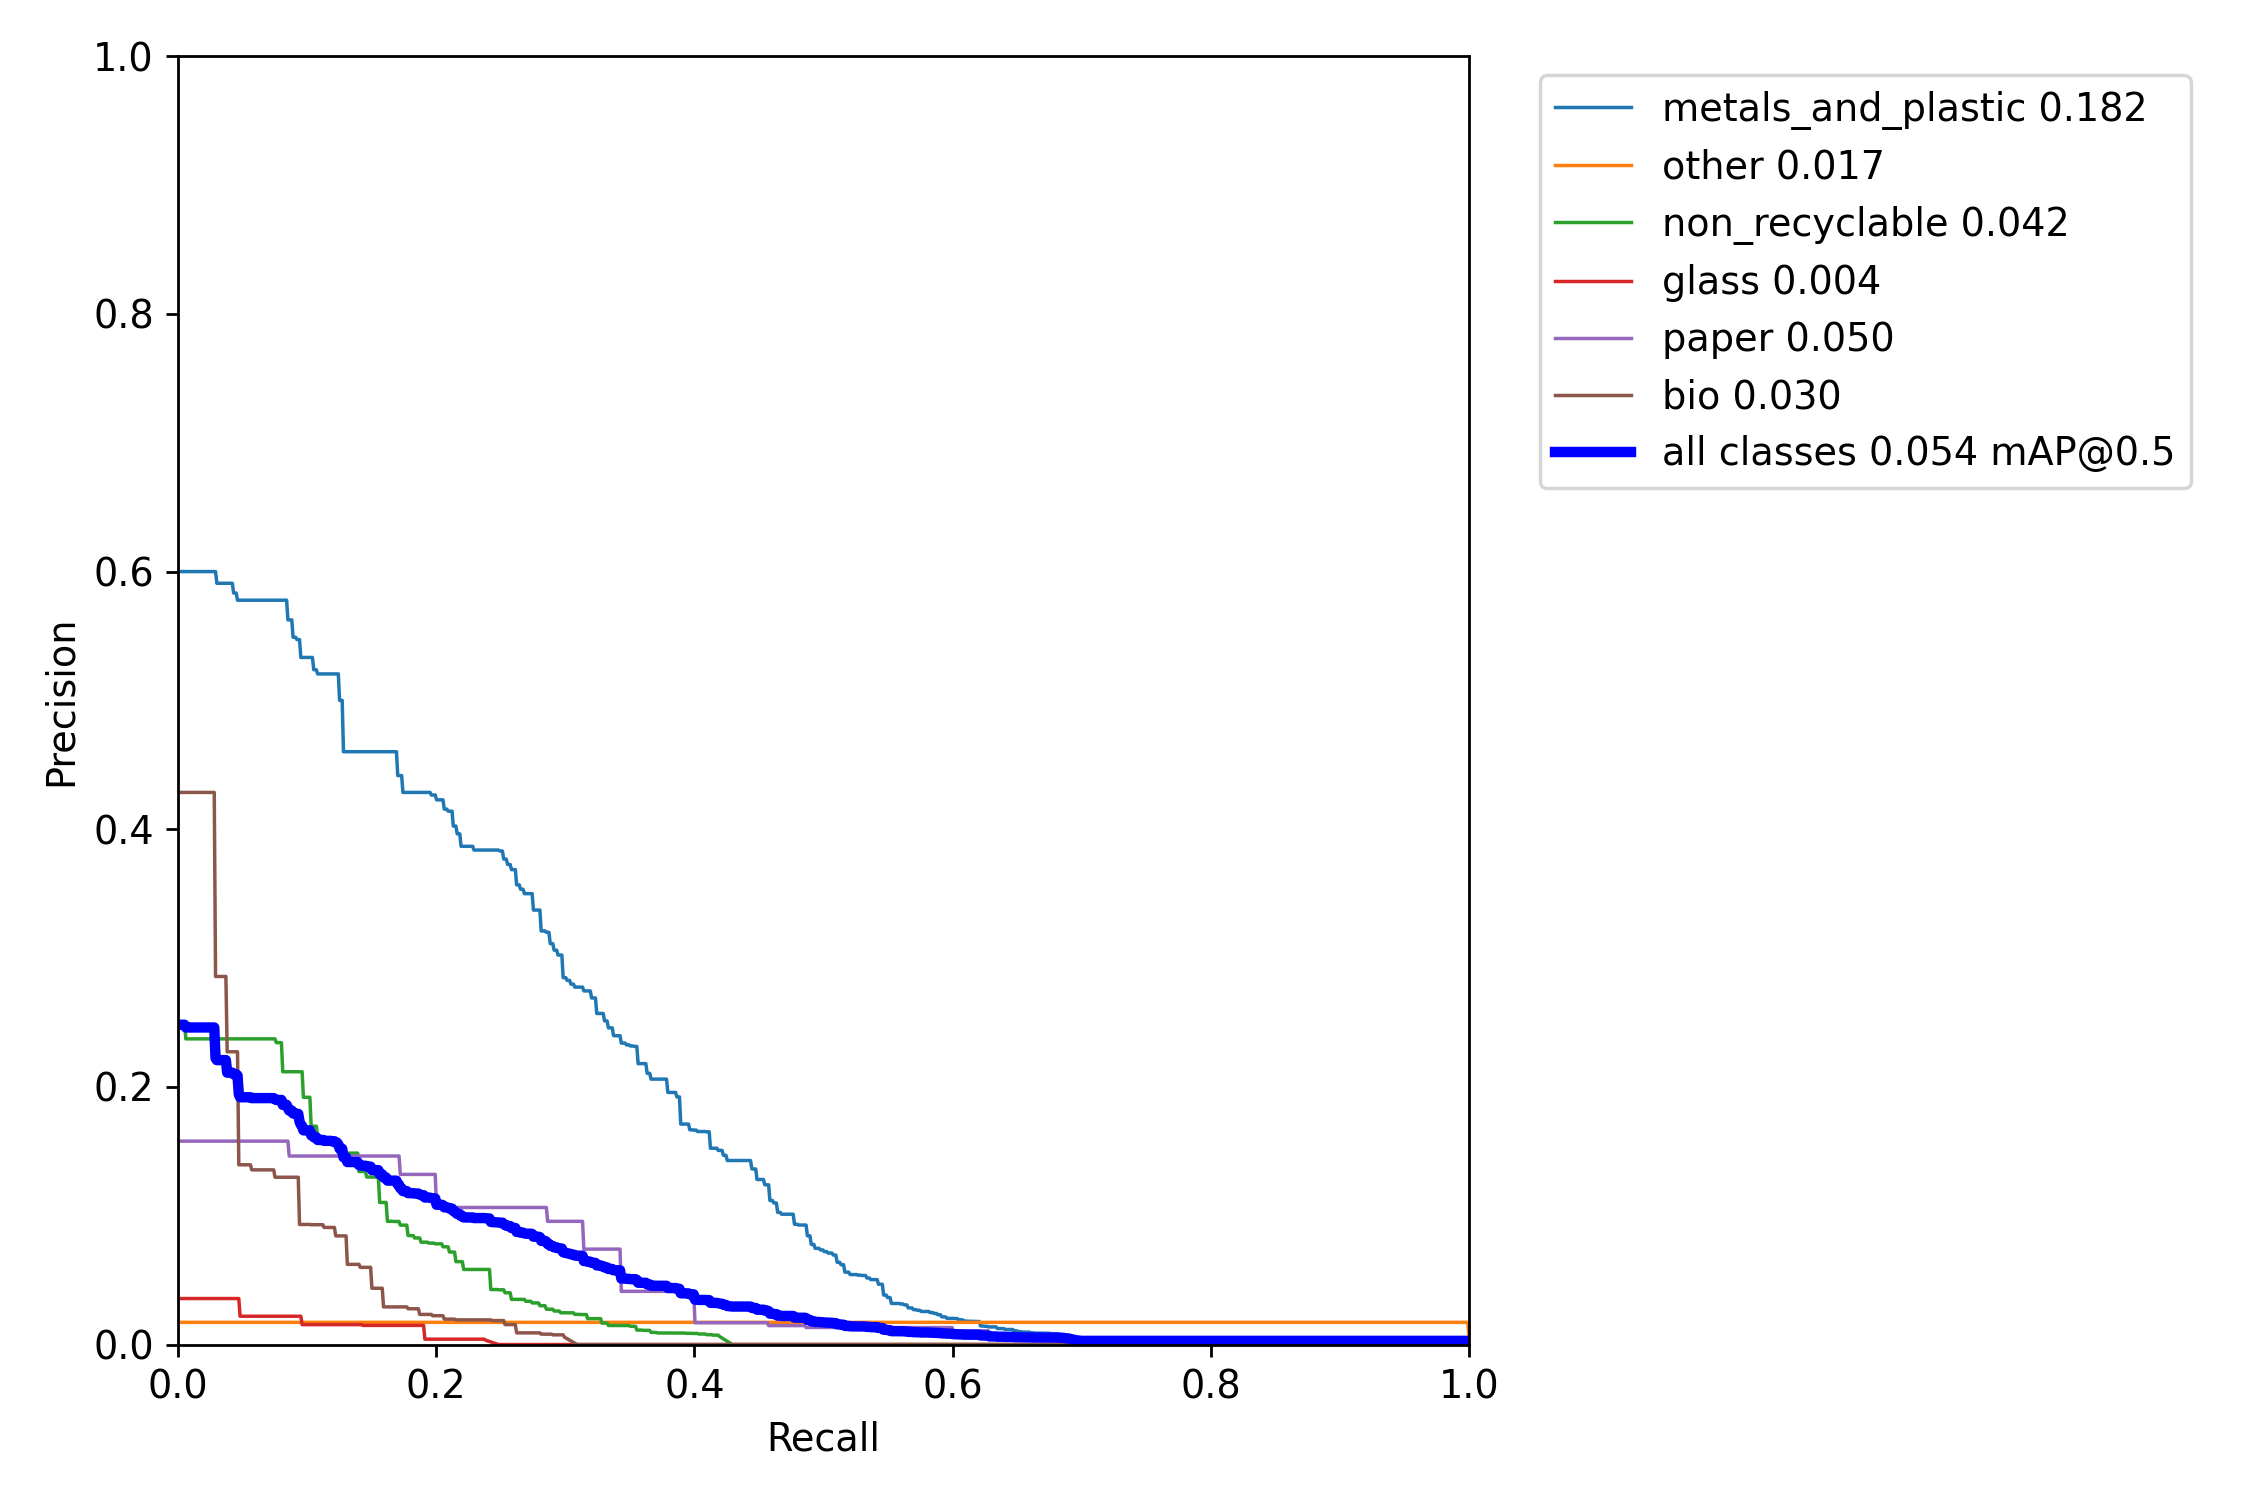 1.0
0.8
0.6
0.4
0.2
0.0
Precision
0.0 0.2 0.4 0.6 0.8 1.0
Recall
metals_and_plastic 0.182
other 0.017
non_recyclable 0.042
glass 0.004
paper 0.050
bio 0.030
all classes 0.054 mAP@0.5